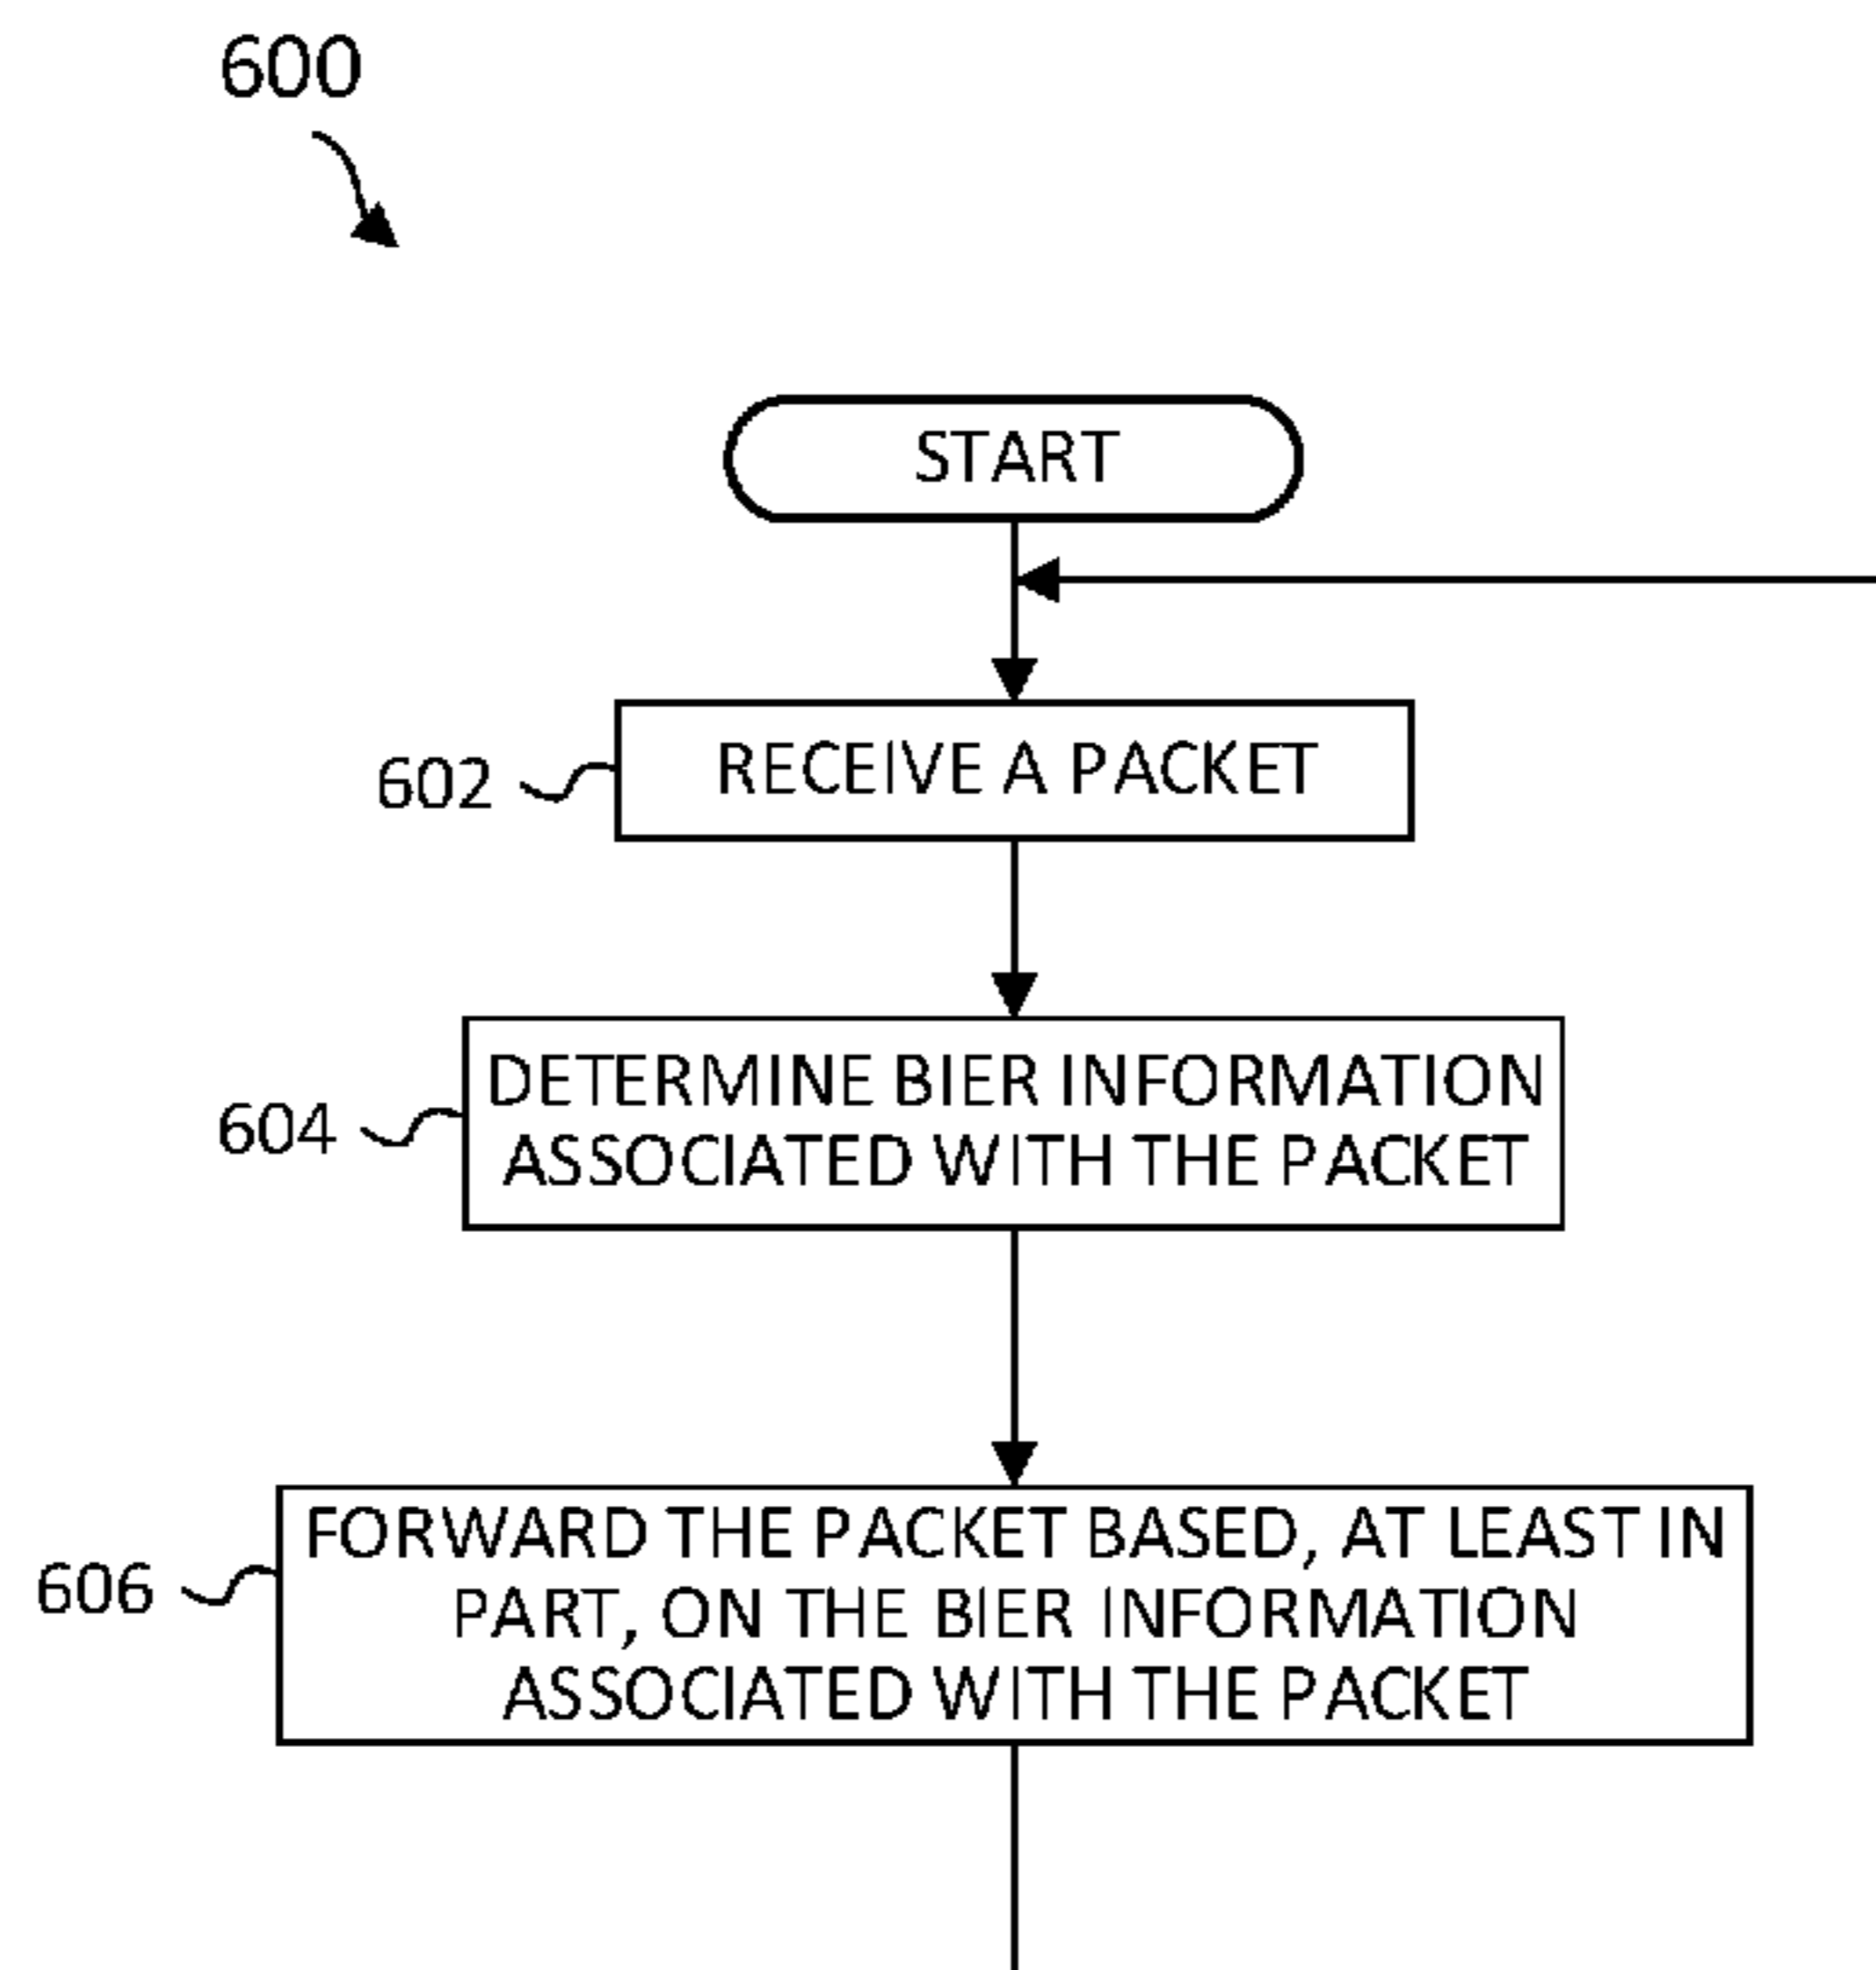 600
START
602
RECEIVE A PACKET
604
DETERMINE BIER INFORMATION
ASSOCIATED WITH THE PACKET
606
FORWARD THE PACKET BASED, AT LEAST IN
PART, ON THE BIER INFORMATION
ASSOCIATED WITH THE PACKET